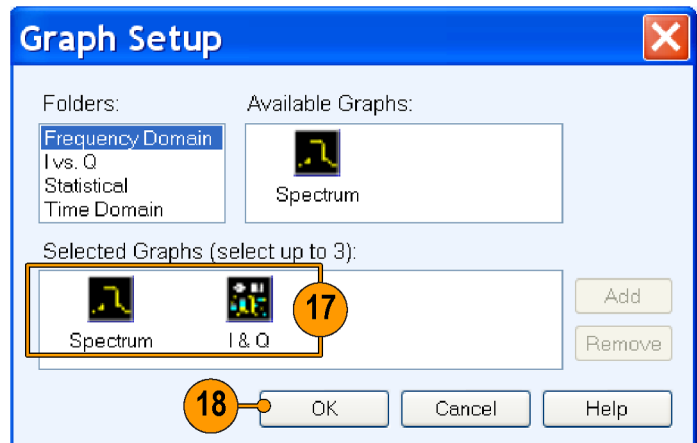 Graph Setup
Folders:
Available Graphs:
Frequency Domain
I vs. Q
Statistical
Time Domain
Spectrum
Selected Graphs (select up to 3):
Spectrum
I & Q
17
Add
Remove
18
OK
Cancel
Help